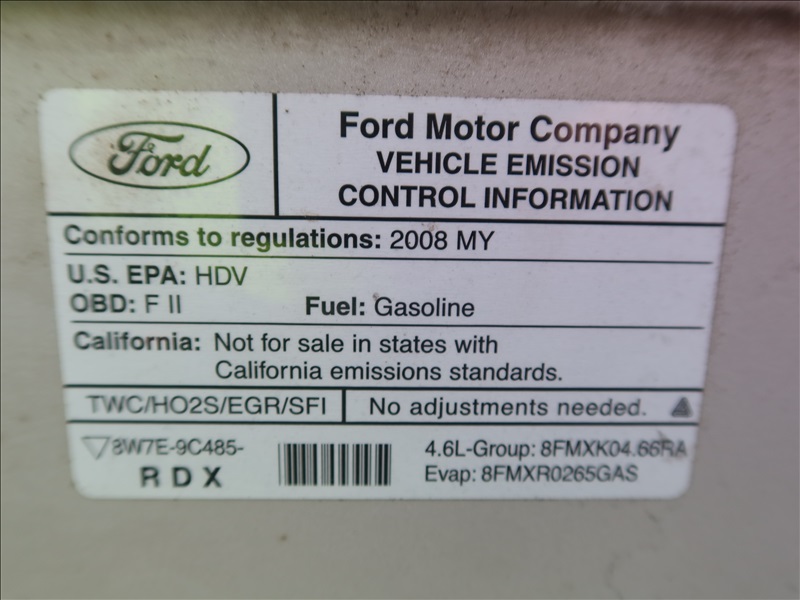 Ford
Ford Motor Company
VEHICLE EMISSION
CONTROL INFORMATION
Conforms to regulations: 2008 MY
U.S. EPA: HDV
OBD: F II Fuel: Gasoline
California: Not for sale in states with
California emissions standards.
TWC/HO2S/EGR/SFI No adjustments needed.
8W7E-9C485-
RDX
4.6L-Group: 8FMXK04.66RA
Evap: 8FMXR0265GAS